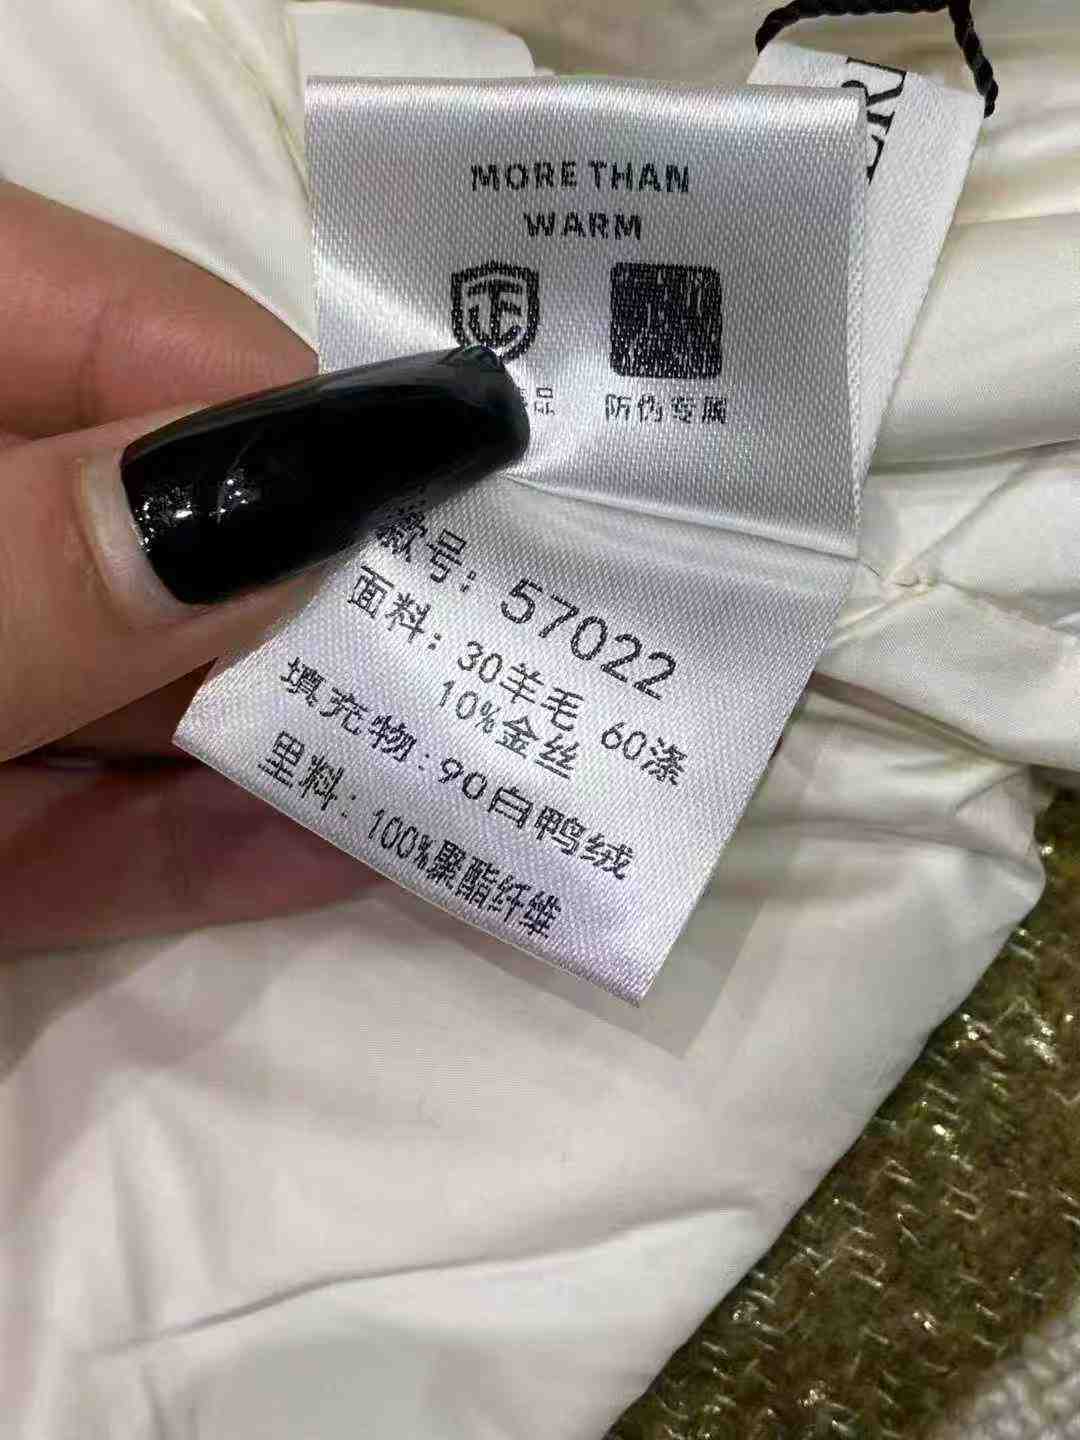 MORE THAN
WARM
品
防伪专属
款号：57022
面料：30羊毛 60涤
10%金丝
填充物：90白鸭绒
里料：100%聚酯纤维